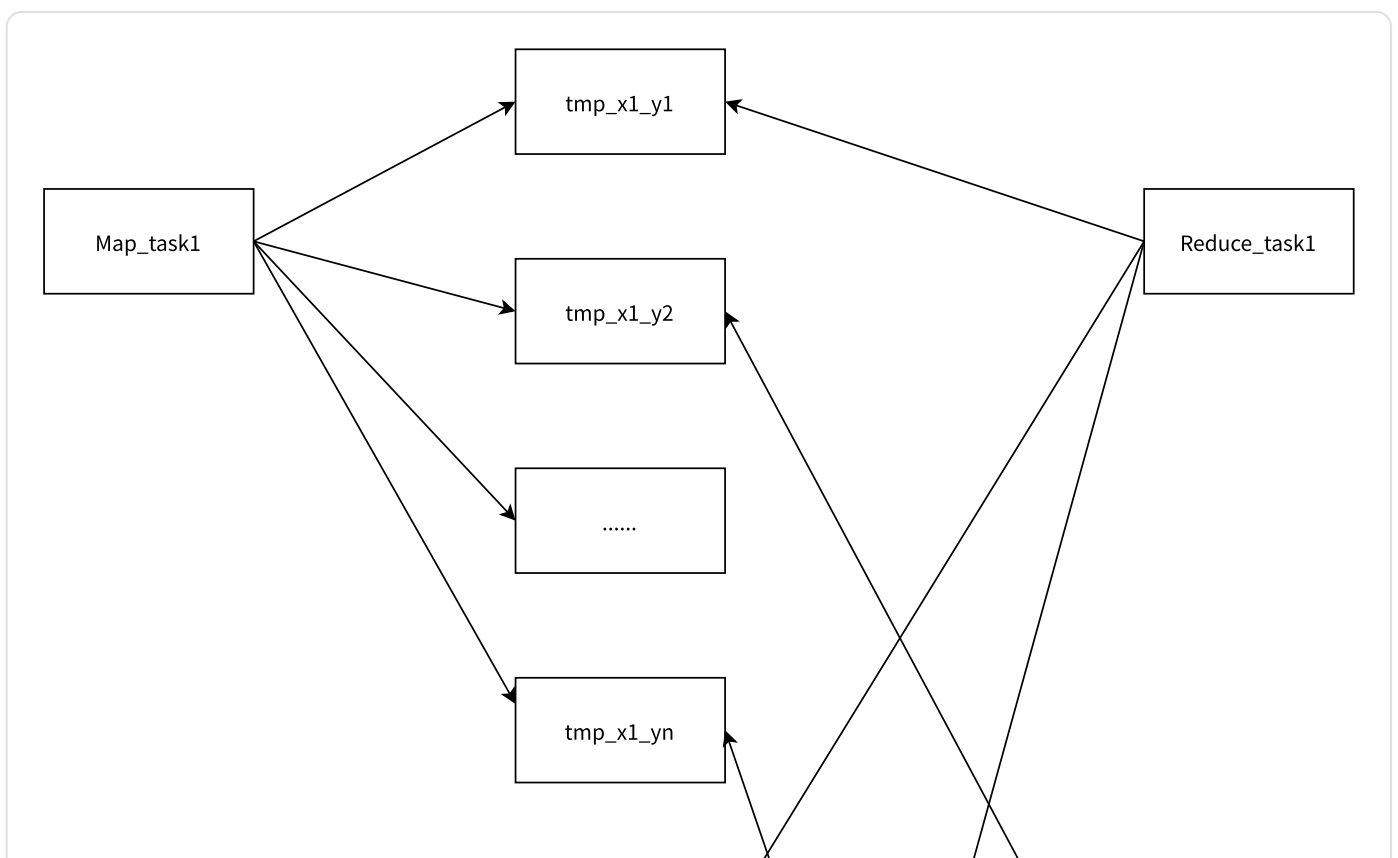 tmp_x1_y1
Map_task1
Reduce_task1
tmp_x1_y2
......
tmp_x1_yn